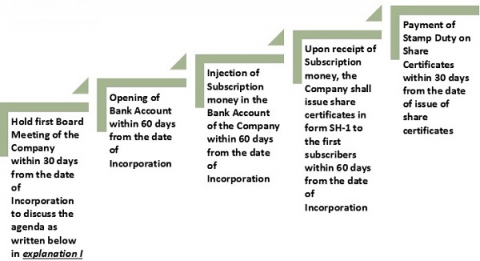 Hold first Board
Meeting of the
Company
within 30 days
from the date
of
Incorporation
to discuss the
agenda as
written below
in explanation I
Opening of
Bank Account
within 60 days
from the date
of
Incorporation
Injection of
Subscription
money in the
Bank Account
of the Company
within 60 days
from the date
of
Incorporation
Upon receipt of
Subscription
money, the
Company shall
issue share
certificates in
form SH-1 to
the first
subscribers
within 60 days
from the date
of
Incorporation
Payment of
Stamp Duty on
Share
Certificates
within 30 days
from the date
of issue of
share
certificates